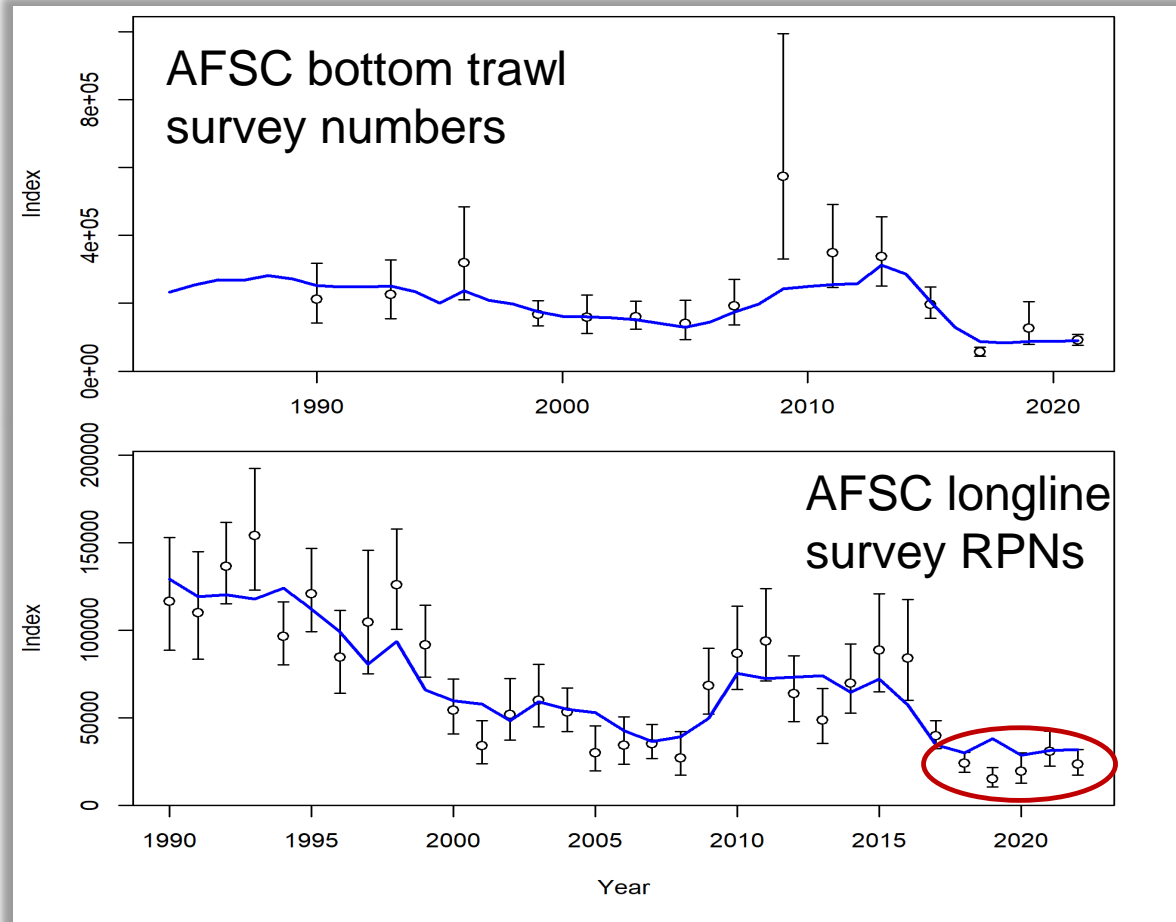 AFSC bottom trawl
survey numbers
Index
8e+05
4e+05
0e+00
1990 2000 2010 2020
AFSC longline
survey RPNs
Index
200000
150000
100000
50000
0
1990 1995 2000 2005 2010 2015 2020
Year